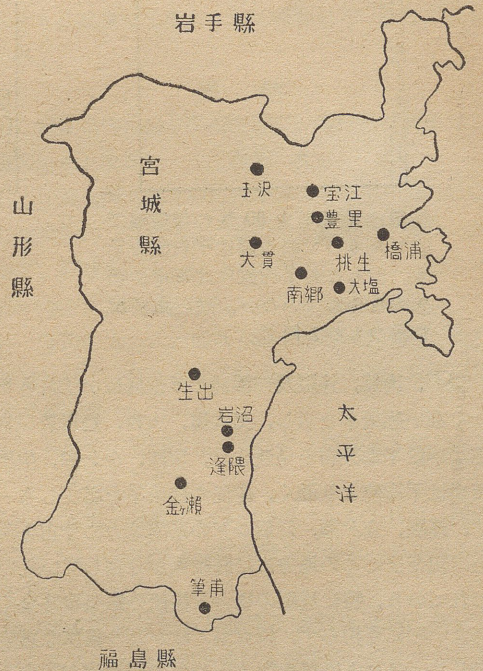 岩手縣
宮城縣
山形縣
玉沢
宝江
豊里
大貫
桃生
橋浦
南郷
大塩
生出
岩沼
逢隈
金ヶ瀬
太平洋
筆甫
福島縣